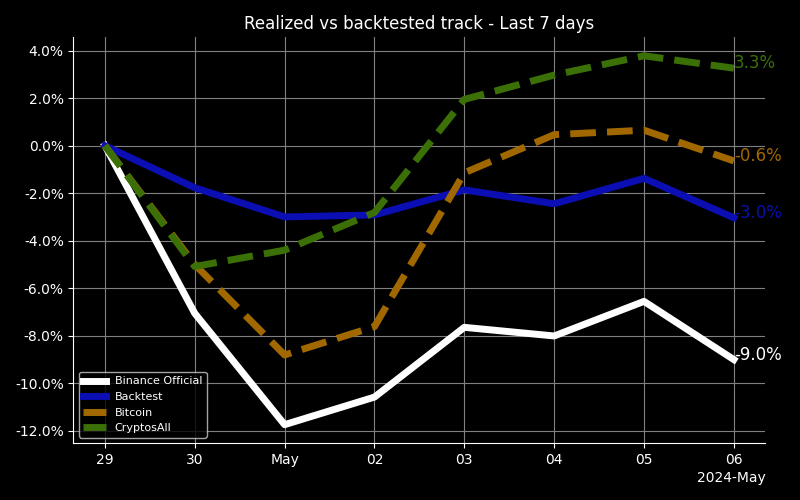 Realized vs backtested track - Last 7 days
4.0%
2.0%
0.0%
-2.0%
-4.0%
-6.0%
-8.0%
-10.0%
-12.0%
3.3%
-0.6%
-3.0%
-9.0%
Binance Official
Backtest
Bitcoin
CryptosAll
29 30 May 02 03 04 05 06
2024-May